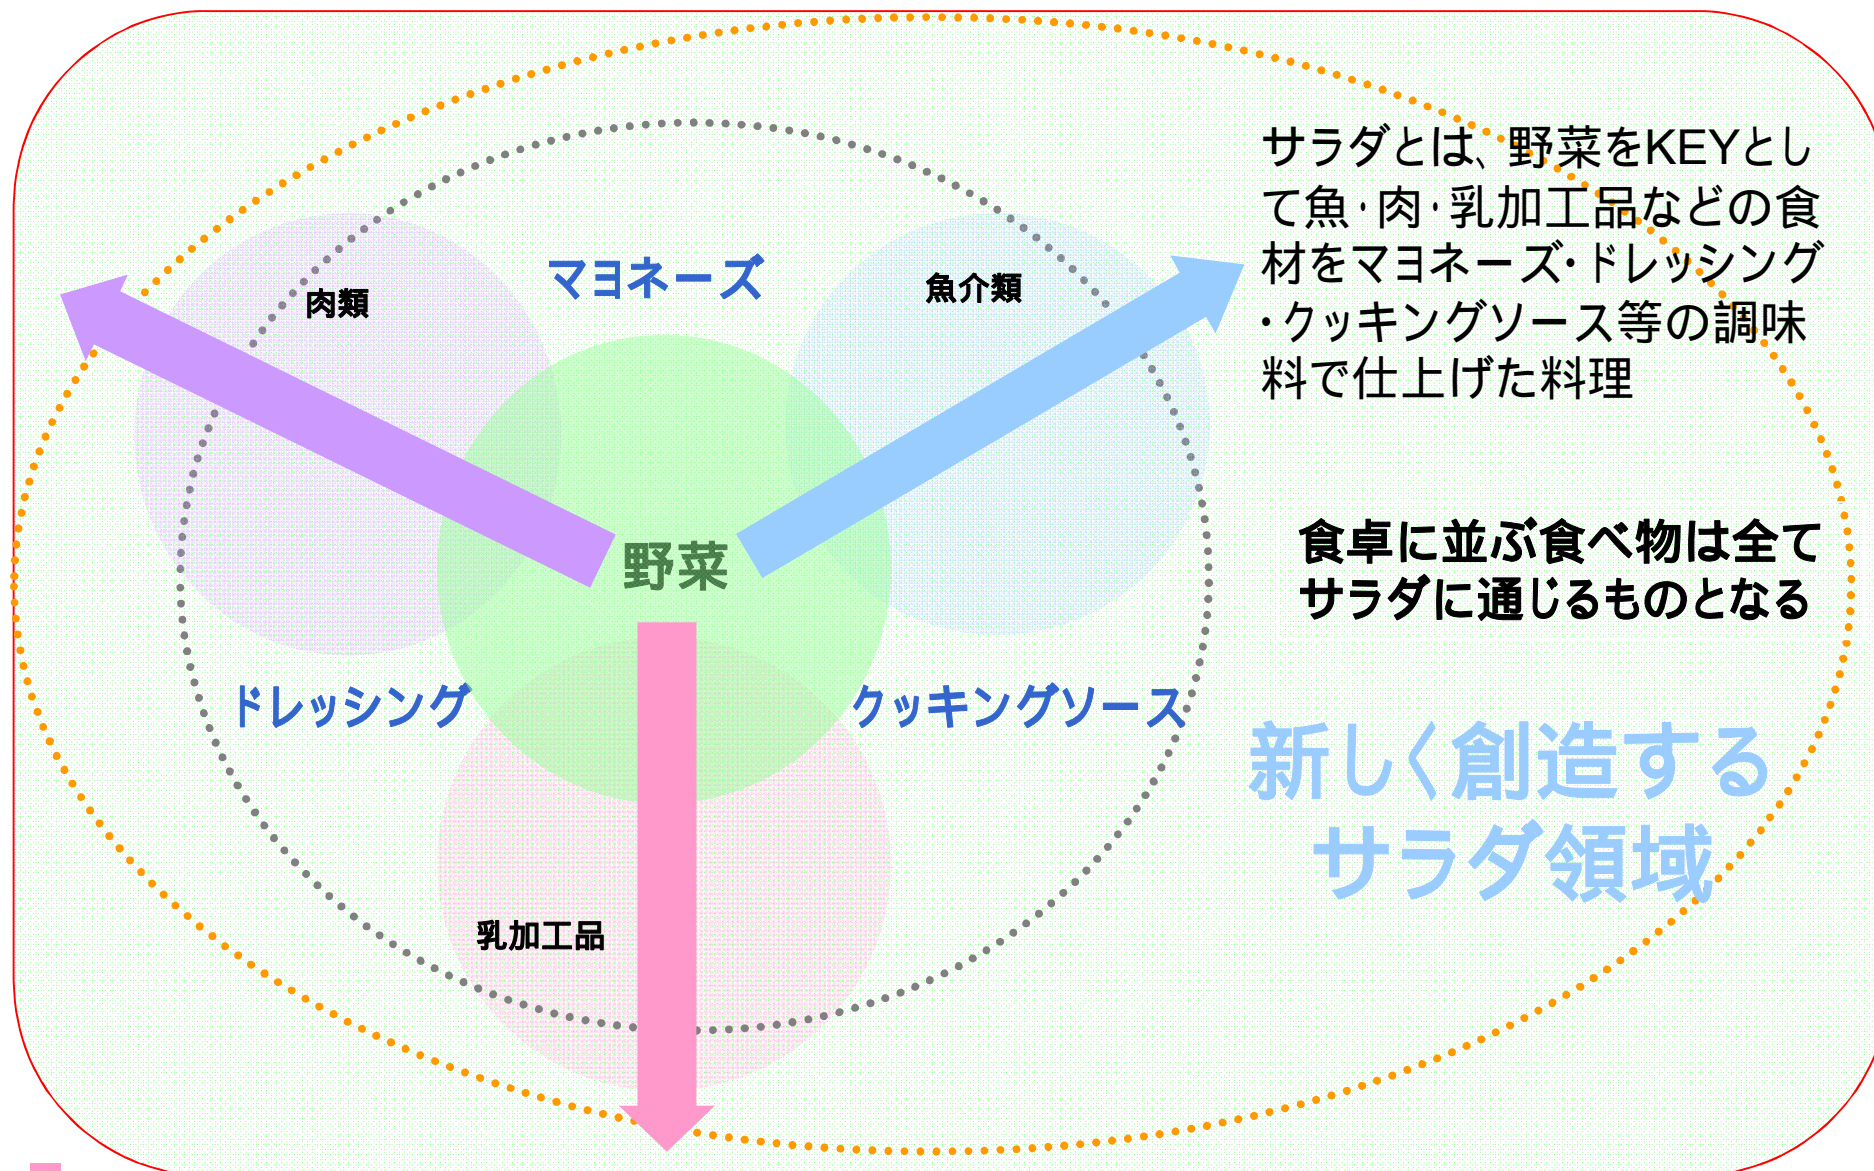 サラダとは、野菜をKEYとし
て魚・肉・乳加工品などの食
材をマヨネーズ・ドレッシング
・クッキングソース等の調味
料で仕上げた料理
マヨネーズ
肉類
魚介類
野菜
食卓に並ぶ食べ物は全て
サラダに通じるものとなる
ドレッシング
クッキングソース
新しく創造する
サラダ領域
乳加工品